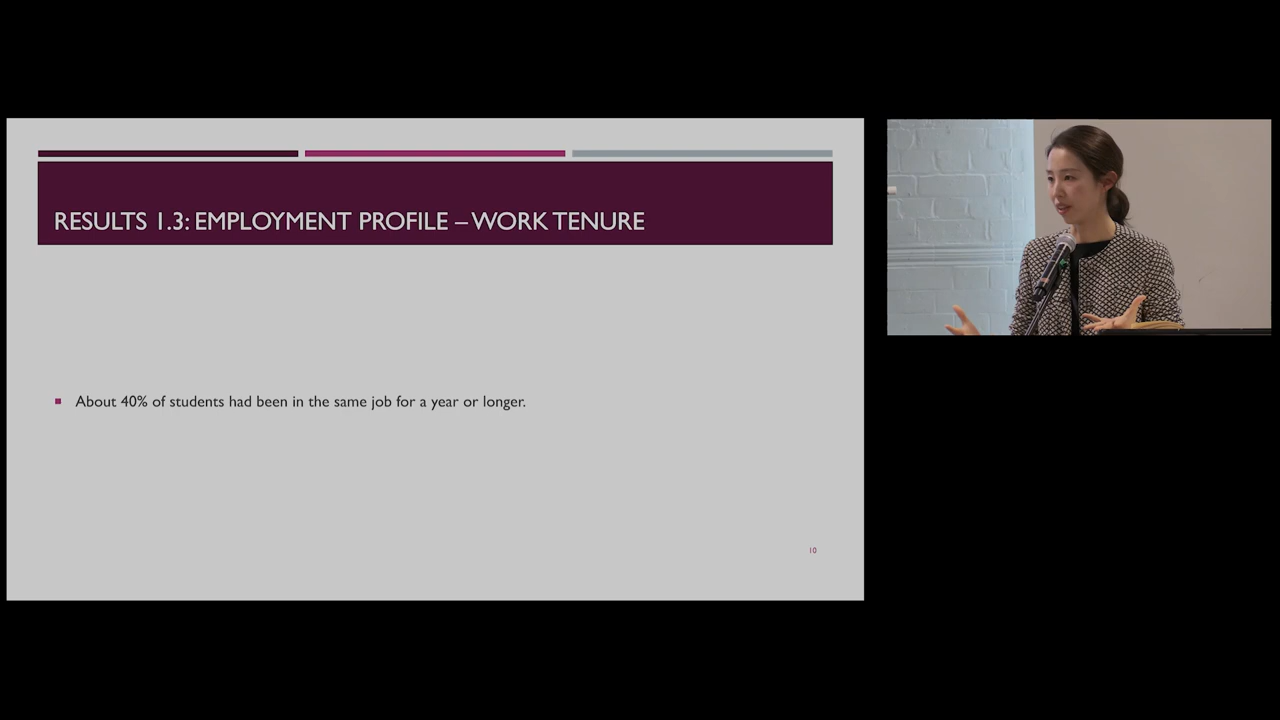 RESULTS 1.3: EMPLOYMENT PROFILE – WORK TENURE
About 40% of students had been in the same job for a year or longer.
10